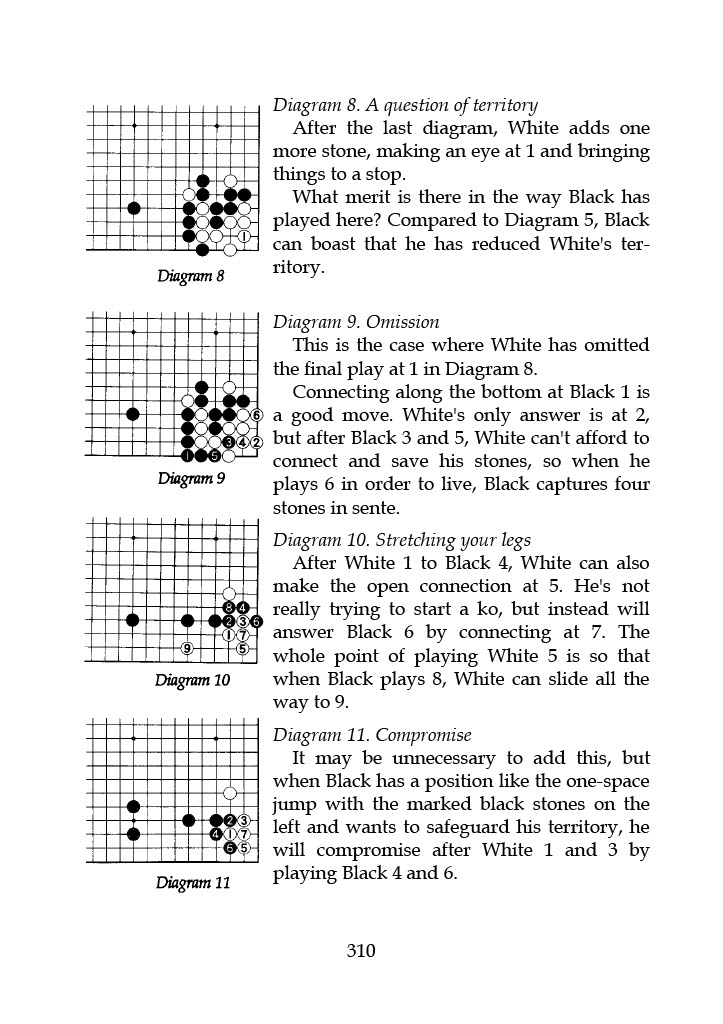 Diagram 8. A question of territory
After the last diagram, White adds one
more stone, making an eye at 1 and bringing
things to a stop.
What merit is there in the way Black has
played here? Compared to Diagram 5, Black
can boast that he has reduced White's ter-
ritory.
1
Diagram 8
Diagram 9. Omission
This is the case where White has omitted
the final play at 1 in Diagram 8.
Connecting along the bottom at Black 1 is
a good move. White's only answer is at 2,
but after Black 3 and 5, White can't afford to
connect and save his stones, so when he
plays 6 in order to live, Black captures four
stones in sente.
6
3 4 2
1 5
Diagram 9
Diagram 10. Stretching your legs
After White 1 to Black 4, White can also
make the open connection at 5. He's not
really trying to start a ko, but instead will
answer Black 6 by connecting at 7. The
whole point of playing White 5 is so that
when Black plays 8, White can slide all the
way to 9.
8 4
2 3 6
1 7
9 5
Diagram 10
Diagram 11. Compromise
It may be unnecessary to add this, but
when Black has a position like the one-space
jump with the marked black stones on the
left and wants to safeguard his territory, he
will compromise after White 1 and 3 by
playing Black 4 and 6.
2 3
4 1 7
6 5
Diagram 11
310